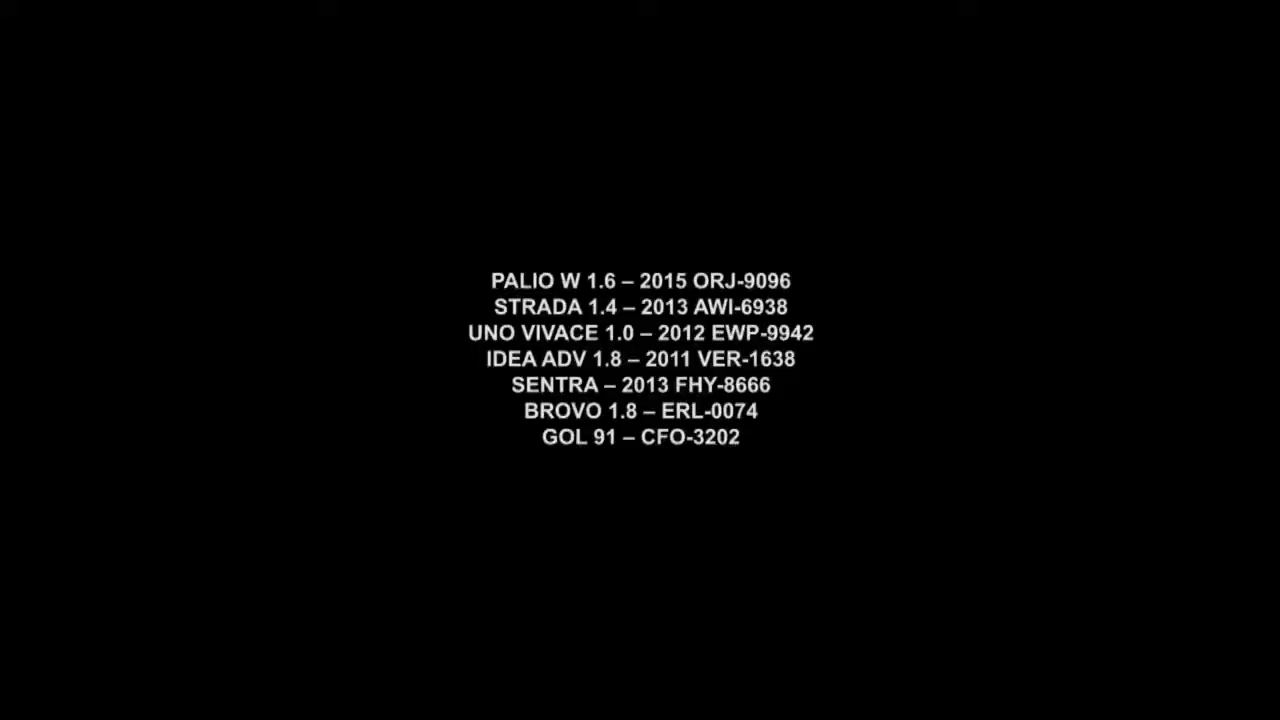 PALIO W 1.6 – 2015 ORJ-9096
STRADA 1.4 – 2013 AWI-6938
UNO VIVACE 1.0 – 2012 EWP-9942
IDEA ADV 1.8 – 2011 VER-1638
SENTRA – 2013 FHY-8666
BROVO 1.8 – ERL-0074
GOL 91 – CFO-3202